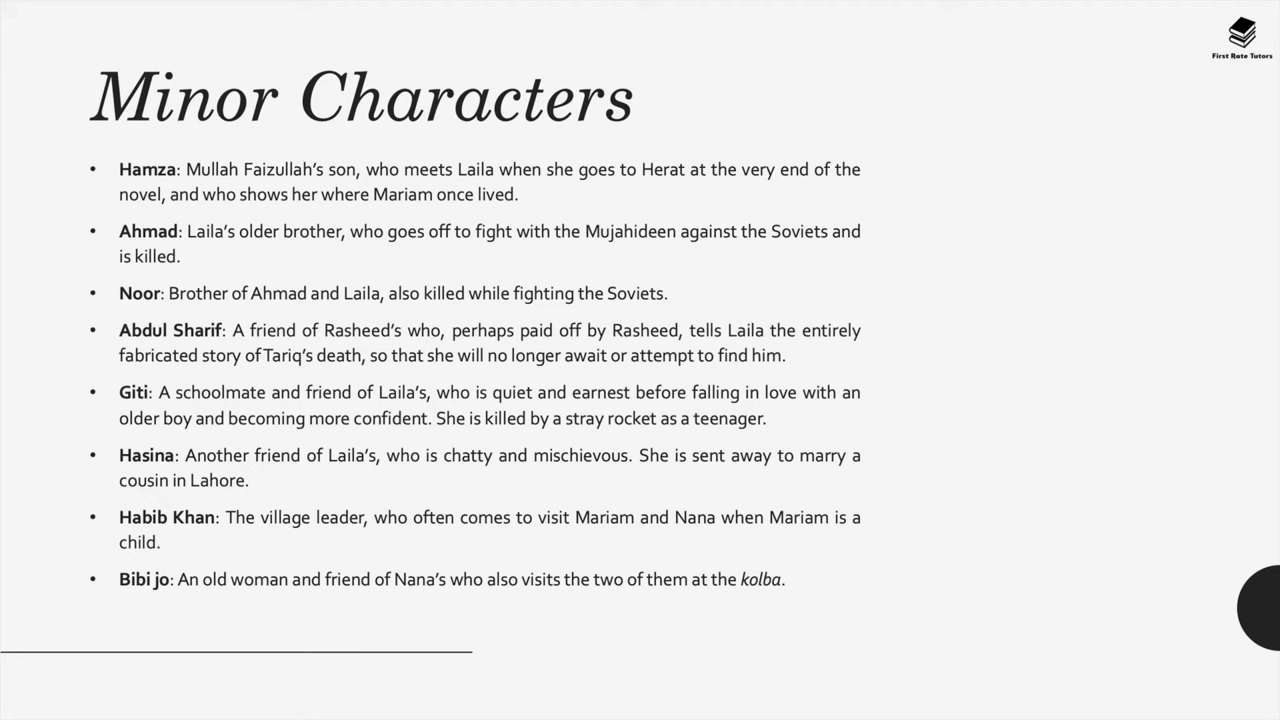 First Rate Tutors
Minor Characters
• Hamza: Mullah Faizullah's son, who meets Laila when she goes to Herat at the very end of the
novel, and who shows her where Mariam once lived.
• Ahmad: Laila's older brother, who goes off to fight with the Mujahideen against the Soviets and
is killed.
• Noor: Brother of Ahmad and Laila, also killed while fighting the Soviets.
• Abdul Sharif: A friend of Rasheed's who, perhaps paid off by Rasheed, tells Laila the entirely
fabricated story of Tariq's death, so that she will no longer await or attempt to find him.
• Giti: A schoolmate and friend of Laila's, who is quiet and earnest before falling in love with an
older boy and becoming more confident. She is killed by a stray rocket as a teenager.
• Hasina: Another friend of Laila's, who is chatty and mischievous. She is sent away to marry a
cousin in Lahore.
• Habib Khan: The village leader, who often comes to visit Mariam and Nana when Mariam is a
child.
• Bibi jo: An old woman and friend of Nana's who also visits the two of them at the kolba.